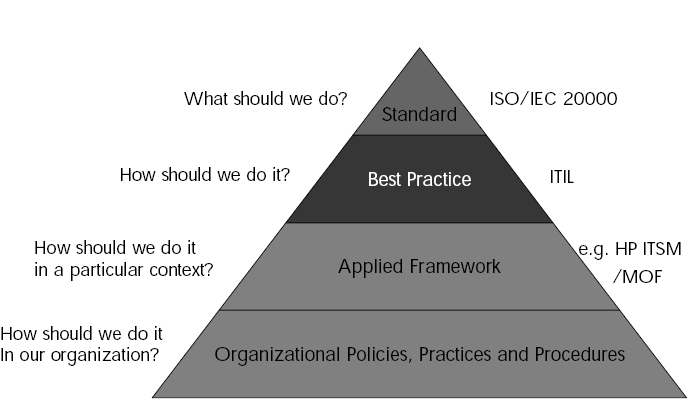 What should we do?
Standard
ISO/IEC 20000
How should we do it?
Best Practice
ITIL
How should we do it
in a particular context?
Applied Framework
e.g. HP ITSM
/MOF
How should we do it
In our organization?
Organizational Policies, Practices and Procedures